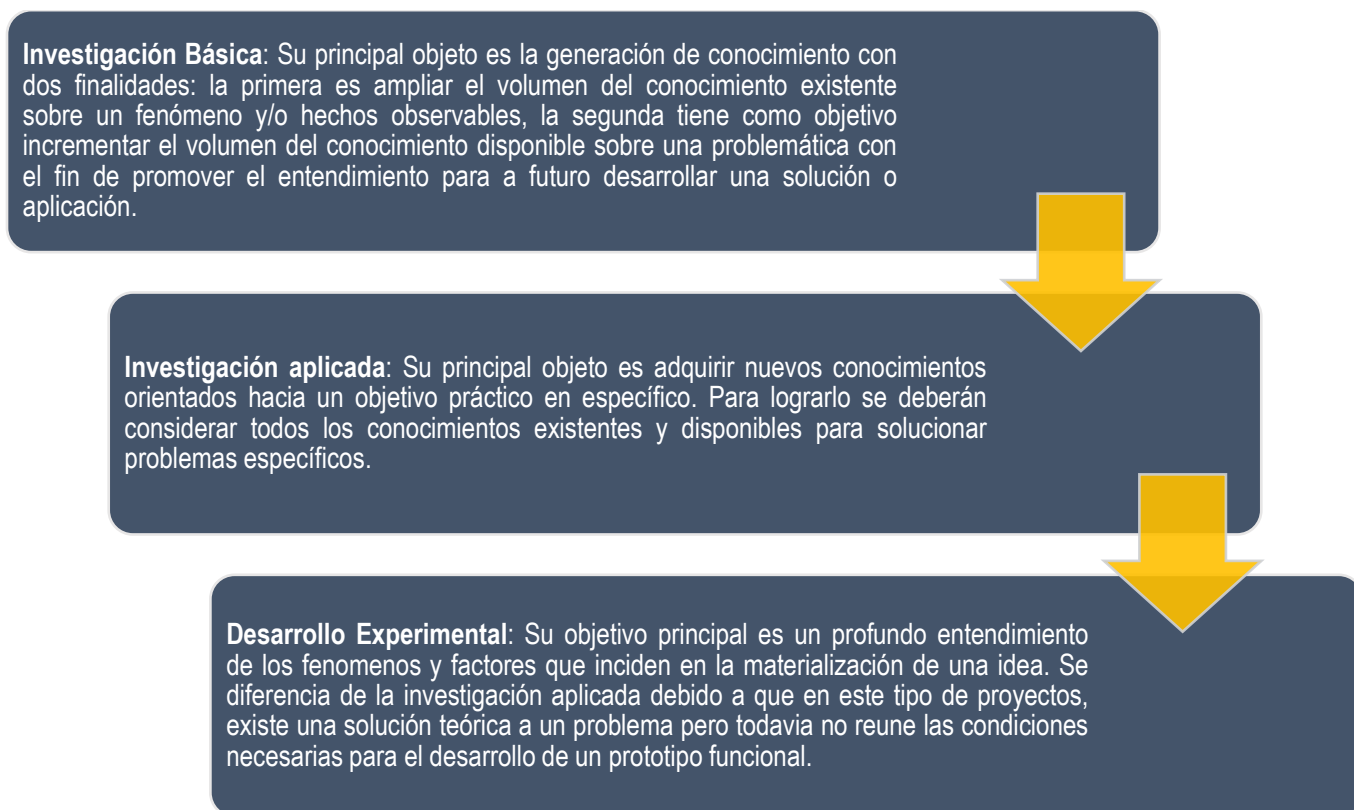 Investigación Básica: Su principal objeto es la generación de conocimiento con
dos finalidades: la primera es ampliar el volumen del conocimiento existente
sobre un fenómeno y/o hechos observables, la segunda tiene como objetivo
incrementar el volumen del conocimiento disponible sobre una problemática con
el fin de promover el entendimiento para a futuro desarrollar una solución o
aplicación.
Investigación aplicada: Su principal objeto es adquirir nuevos conocimientos
orientados hacia un objetivo práctico en específico. Para lograrlo se deberán
considerar todos los conocimientos existentes y disponibles para solucionar
problemas específicos.
Desarrollo Experimental: Su objetivo principal es un profundo entendimiento
de los fenomenos y factores que inciden en la materialización de una idea. Se
diferencia de la investigación aplicada debido a que en este tipo de proyectos,
existe una solución teórica a un problema pero todavia no reune las condiciones
necesarias para el desarrollo de un prototipo funcional.